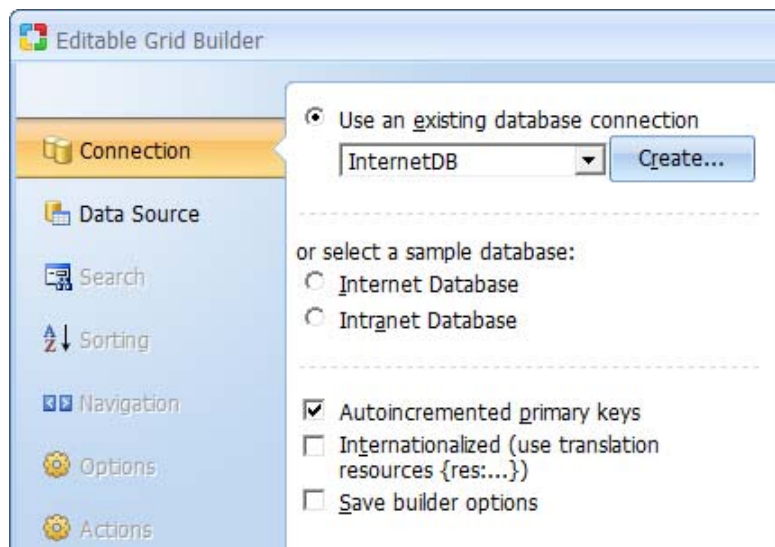 Editable Grid Builder
Connection
Data Source
Search
Sorting
Navigation
Options
Actions
Use an existing database connection
InternetDB
Create...
or select a sample database:
Internet Database
Intranet Database
Autoincremented primary keys
Internationalized (use translation
resources {res:...})
Save builder options